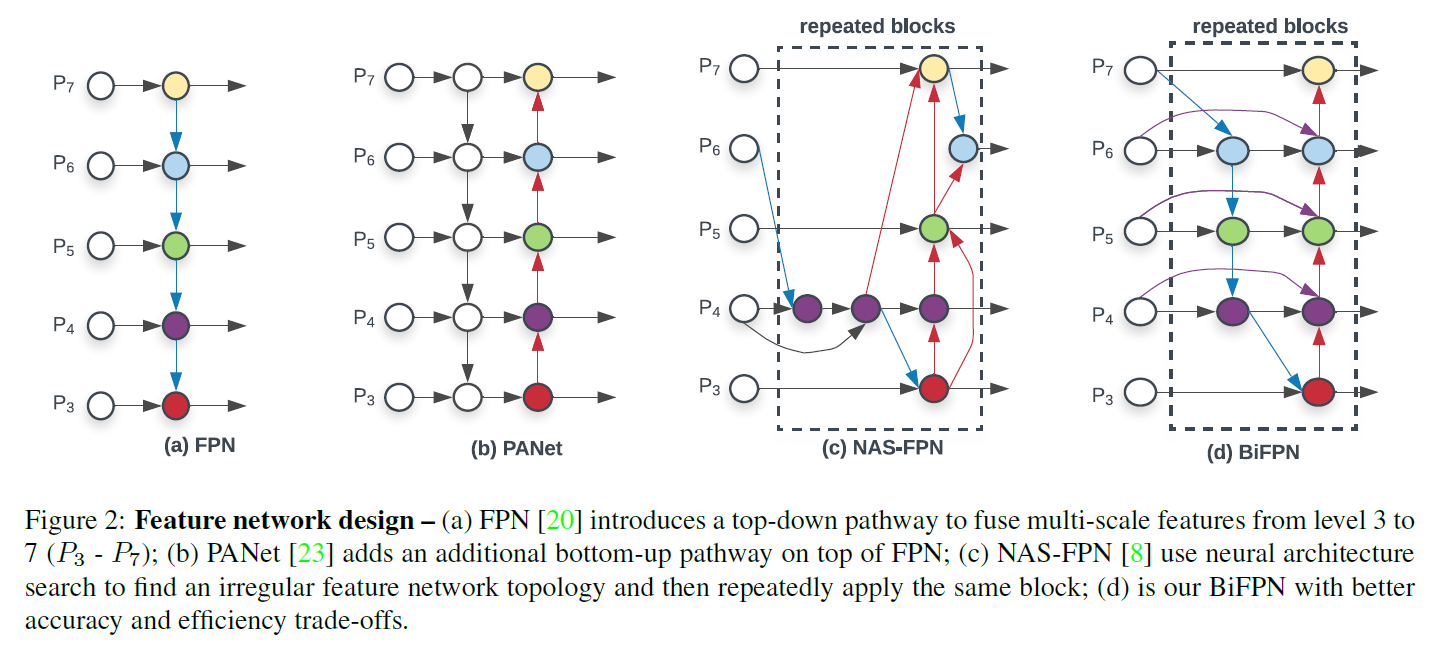 repeated blocks
repeated blocks
P7
P6
P5
P4
P3
(a) FPN
P7
P6
P5
P4
P3
(b) PANet
P7
P6
P5
P4
P3
(c) NAS-FPN
P7
P6
P5
P4
P3
(d) BiFPN
Figure 2: Feature network design – (a) FPN [20] introduces a top-down pathway to fuse multi-scale features from level 3 to
7 (P3 - P7); (b) PANet [23] adds an additional bottom-up pathway on top of FPN; (c) NAS-FPN [8] use neural architecture
search to find an irregular feature network topology and then repeatedly apply the same block; (d) is our BiFPN with better
accuracy and efficiency trade-offs.